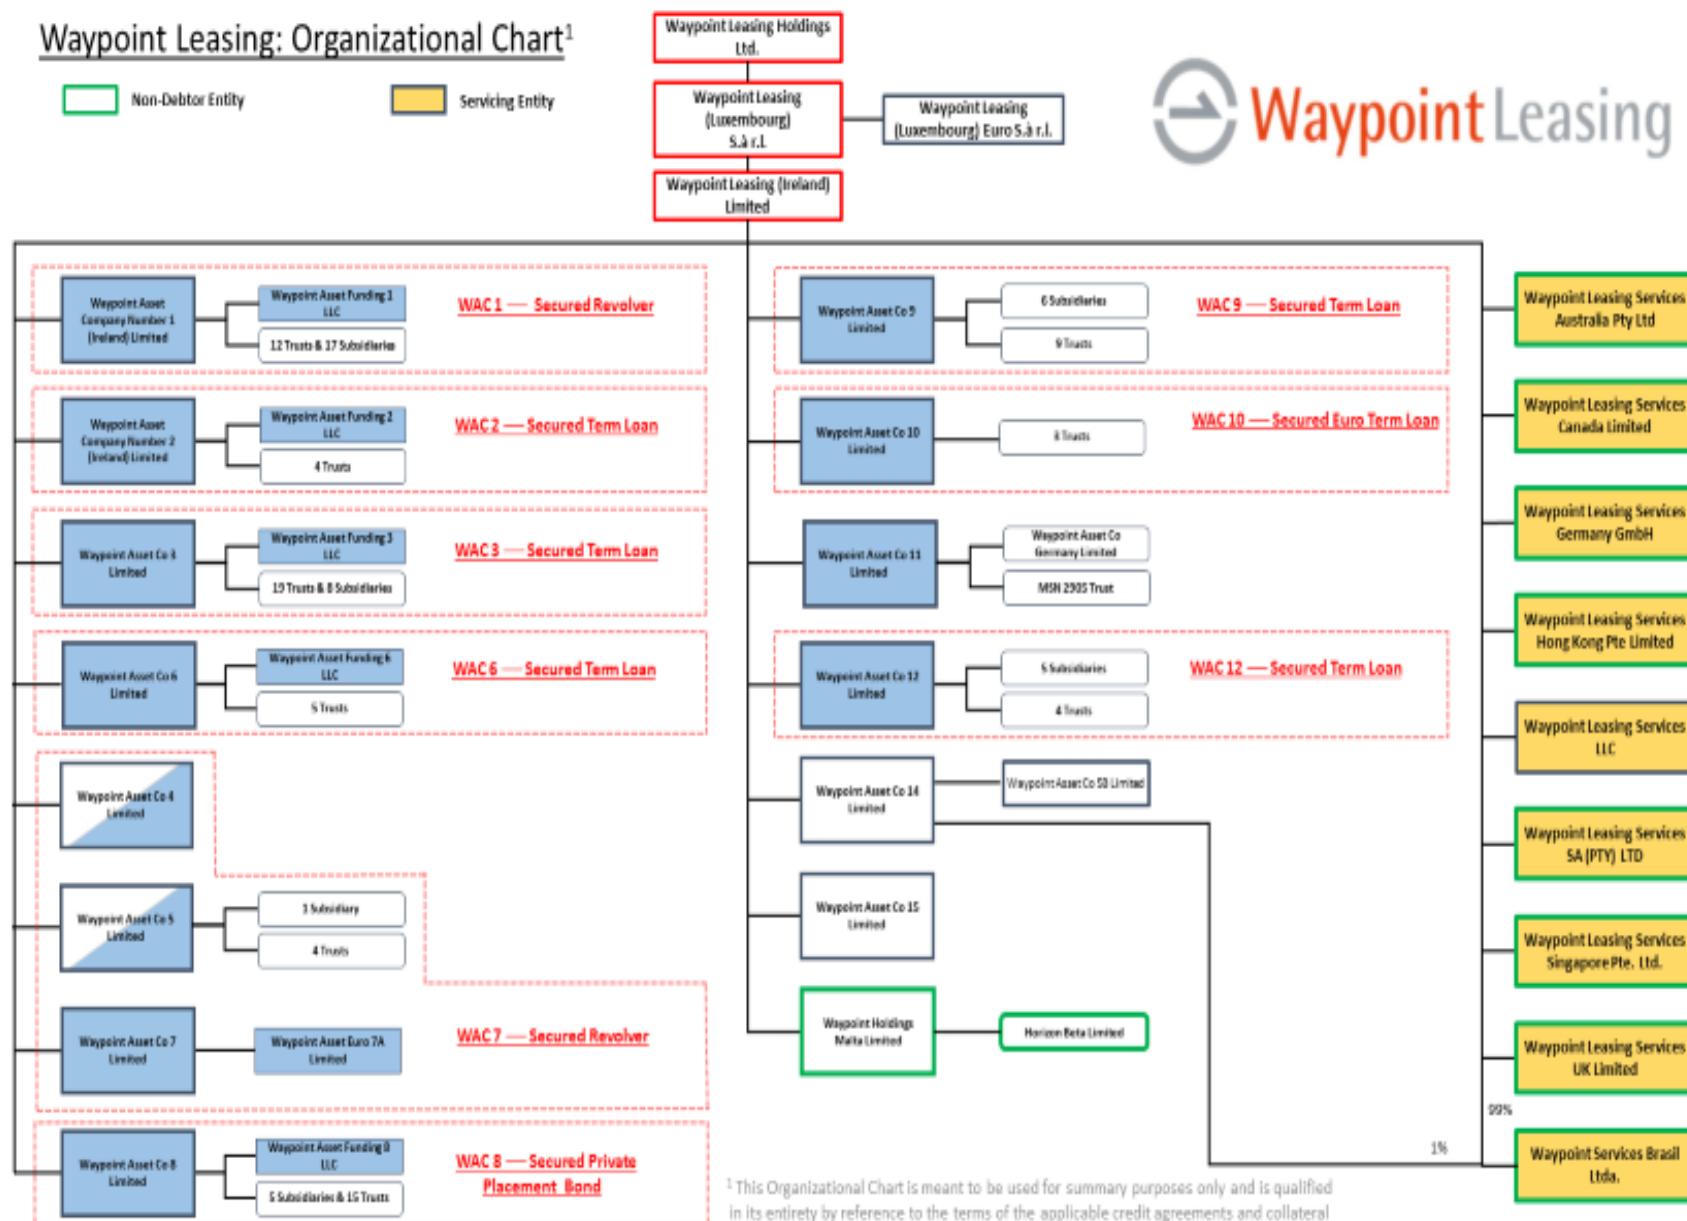 Waypoint Leasing: Organizational Chart1
Non-Debtor Entity
Servicing Entity
Waypoint Leasing Holdings
Ltd.
Waypoint Leasing
(Luxembourg)
S.à r.l.
Waypoint Leasing
(Luxembourg) Euro S.à r.l.
Waypoint Leasing (Ireland)
Limited
Waypoint Leasing
Waypoint Asset
Company Number 1
(Ireland) Limited
Waypoint Asset Funding 1
LLC
12 Trusts & 17 Subsidiaries
WAC 1 — Secured Revolver
Waypoint Asset
Company Number 2
(Ireland) Limited
Waypoint Asset Funding 2
LLC
4 Trusts
WAC 2 — Secured Term Loan
Waypoint Asset Co 3
Limited
Waypoint Asset Funding 3
LLC
19 Trusts & 8 Subsidiaries
WAC 3 — Secured Term Loan
Waypoint Asset Co 6
Limited
Waypoint Asset Funding 6
LLC
5 Trusts
WAC 6 — Secured Term Loan
Waypoint Asset Co 4
Limited
Waypoint Asset Co 5
Limited
1 Subsidiary
4 Trusts
Waypoint Asset Co 7
Limited
Waypoint Asset Euro 7A
Limited
WAC 7 — Secured Revolver
Waypoint Asset Co 8
Limited
Waypoint Asset Funding 8
LLC
5 Subsidiaries & 15 Trusts
WAC 8 — Secured Private
Placement Bond
Waypoint Asset Co 9
Limited
6 Subsidiaries
9 Trusts
WAC 9 — Secured Term Loan
Waypoint Asset Co 10
Limited
Trusts
WAC 10 — Secured Euro Term Loan
Waypoint Asset Co 11
Limited
Waypoint Asset Co
Germany Limited
MSN 2905 Trust
Waypoint Asset Co 12
Limited
5 Subsidiaries
4 Trusts
WAC 12 — Secured Term Loan
Waypoint Asset Co 14
Limited
Waypoint Asset Co 5B Limited
Waypoint Asset Co 15
Limited
Waypoint Holdings
Malta Limited
Horizon Beta Limited
Waypoint Leasing Services
Australia Pty Ltd
Waypoint Leasing Services
Canada Limited
Waypoint Leasing Services
Germany GmbH
Waypoint Leasing Services
Hong Kong Pte Limited
Waypoint Leasing Services
LLC
Waypoint Leasing Services
SA (PTY) LTD
Waypoint Leasing Services
Singapore Pte. Ltd.
Waypoint Leasing Services
UK Limited
99%
1%
Waypoint Services Brasil
Ltda.
1 This Organizational Chart is meant to be used for summary purposes only and is qualified
in its entirety by reference to the terms of the applicable credit agreements and collateral